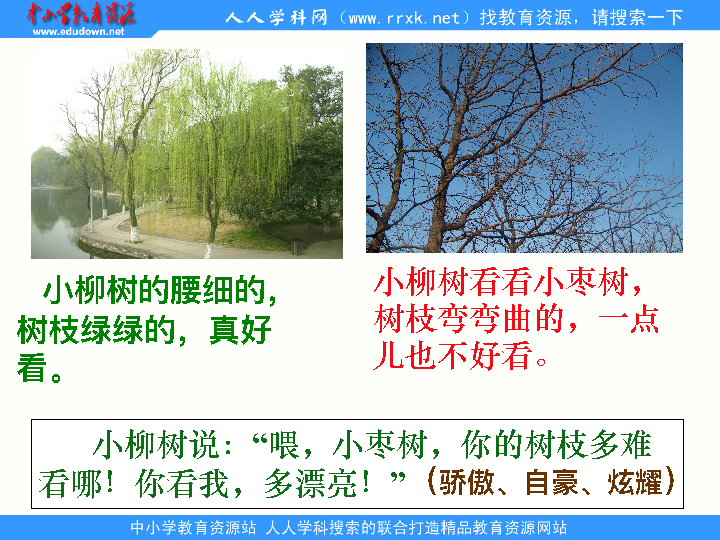 中小学教育资源
www.edudown.net
人人学科网（www.rrxk.net）找教育资源，请搜索一下
小柳树的腰细的，
树枝绿绿的，真好
看。
小柳树看看小枣树，
树枝弯弯曲的，一点
儿也不好看。
小柳树说：“喂，小枣树，你的树枝多难
看哪！你看我，多漂亮！”（骄傲、自豪、炫耀）
中小学教育资源站 人人学科搜索的联合打造精品教育资源网站